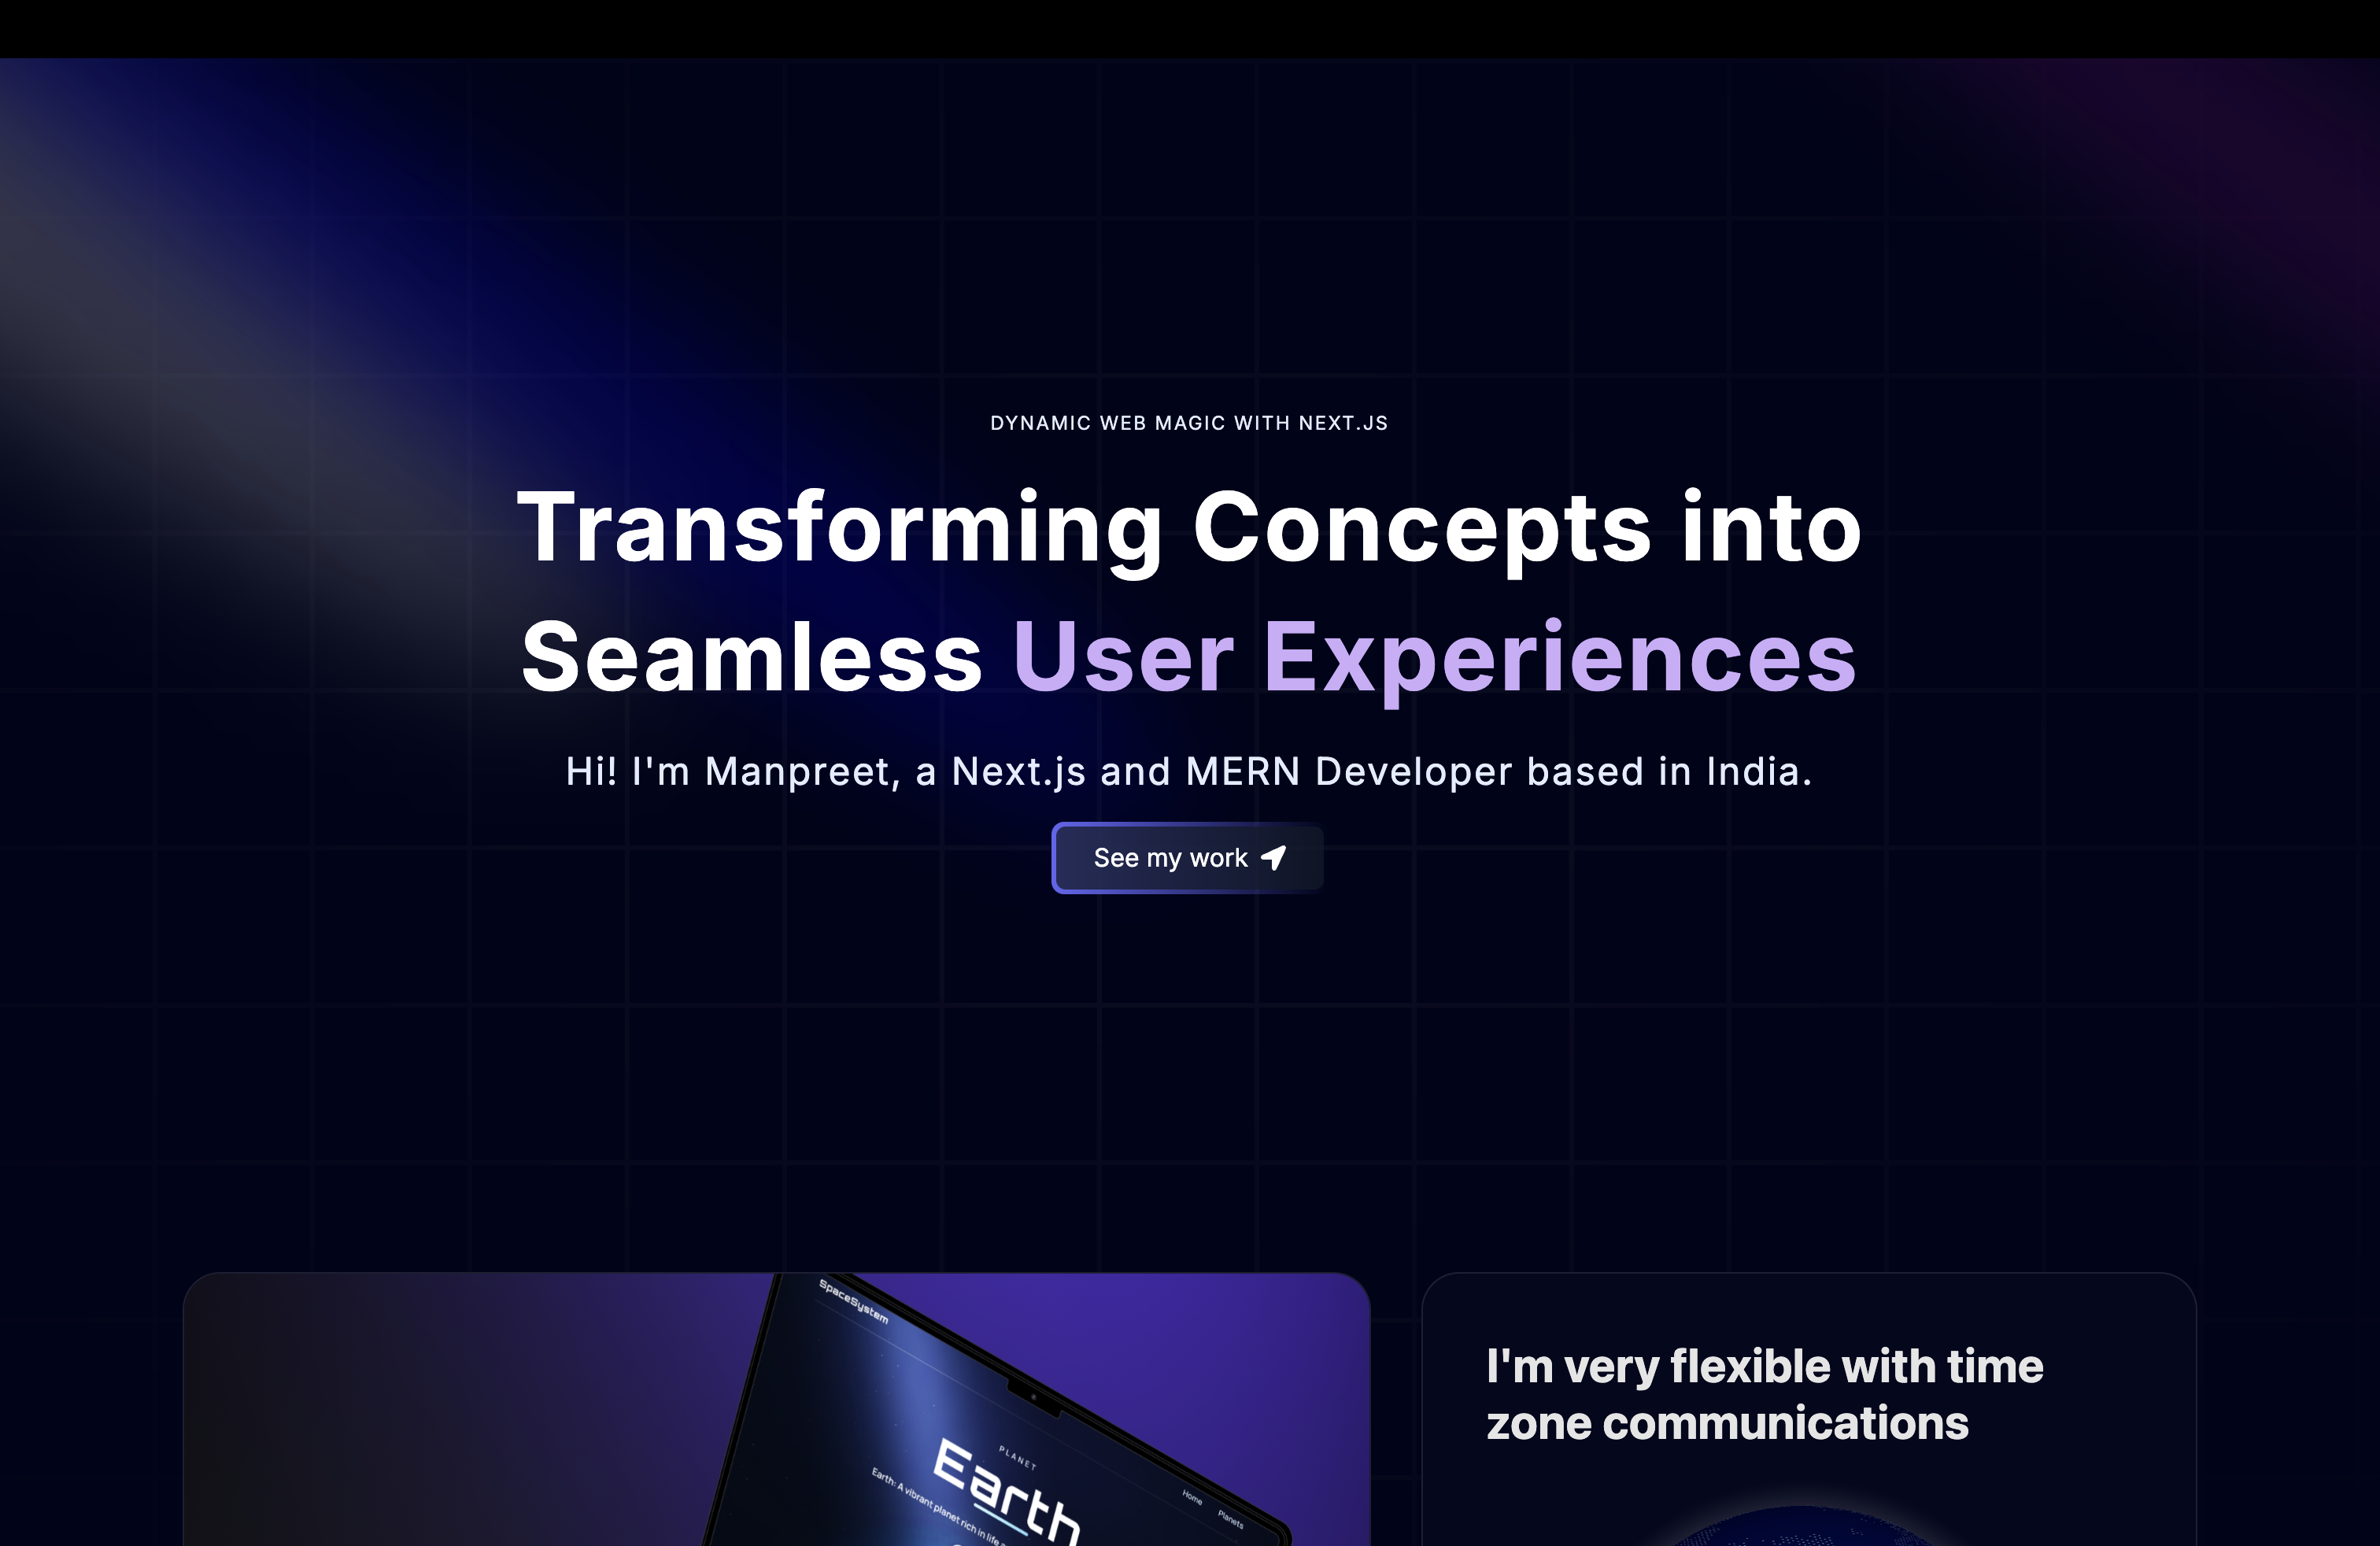 DYNAMIC WEB MAGIC WITH NEXT.JS
Transforming Concepts into
Seamless User Experiences
Hi! I'm Manpreet, a Next.js and MERN Developer based in India.
See my work
SpaceSystem
Home Planets
PLANET
Earth
Earth: A vibrant planet rich in life
I'm very flexible with time
zone communications